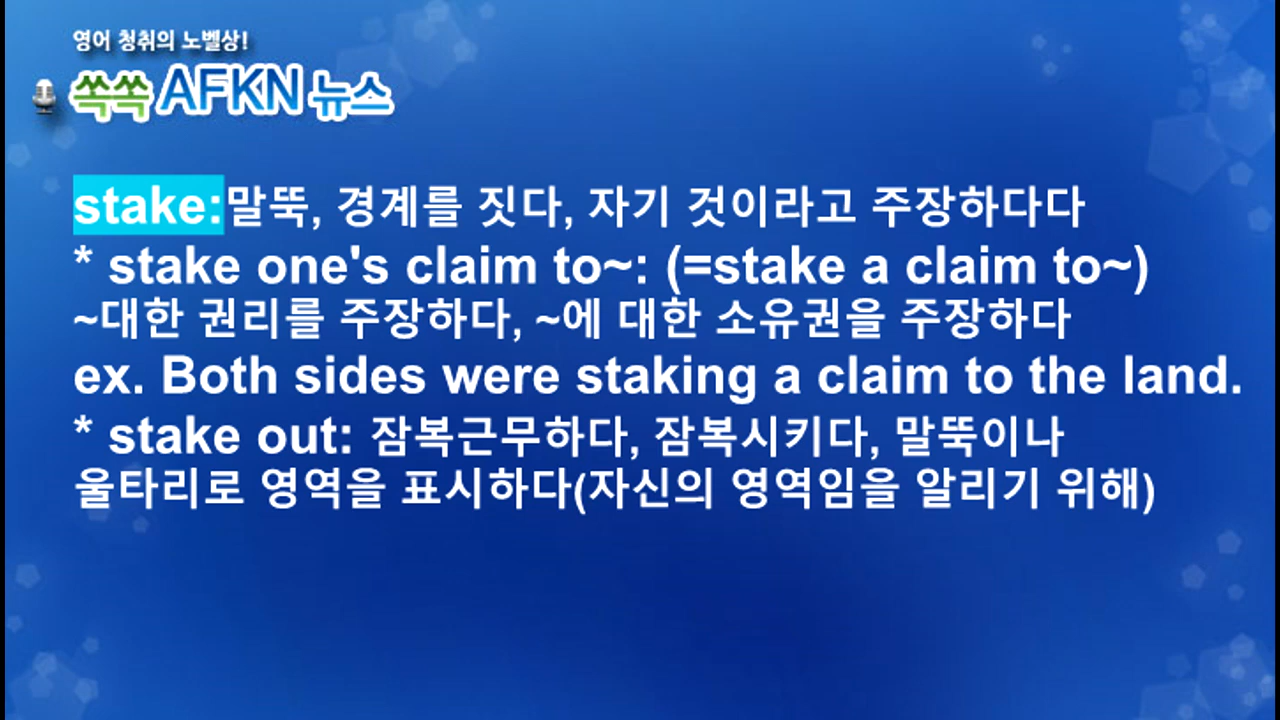 영어 청취의 노벨상!
쏙쏙 AFKN 뉴스
stake:말뚝, 경계를 짓다, 자기 것이라고 주장하다다
* stake one's claim to~: (=stake a claim to~)
~대한 권리를 주장하다, ~에 대한 소유권을 주장하다
ex. Both sides were staking a claim to the land.
* stake out: 잠복근무하다, 잠복시키다, 말뚝이나
울타리로 영역을 표시하다(자신의 영역임을 알리기 위해)